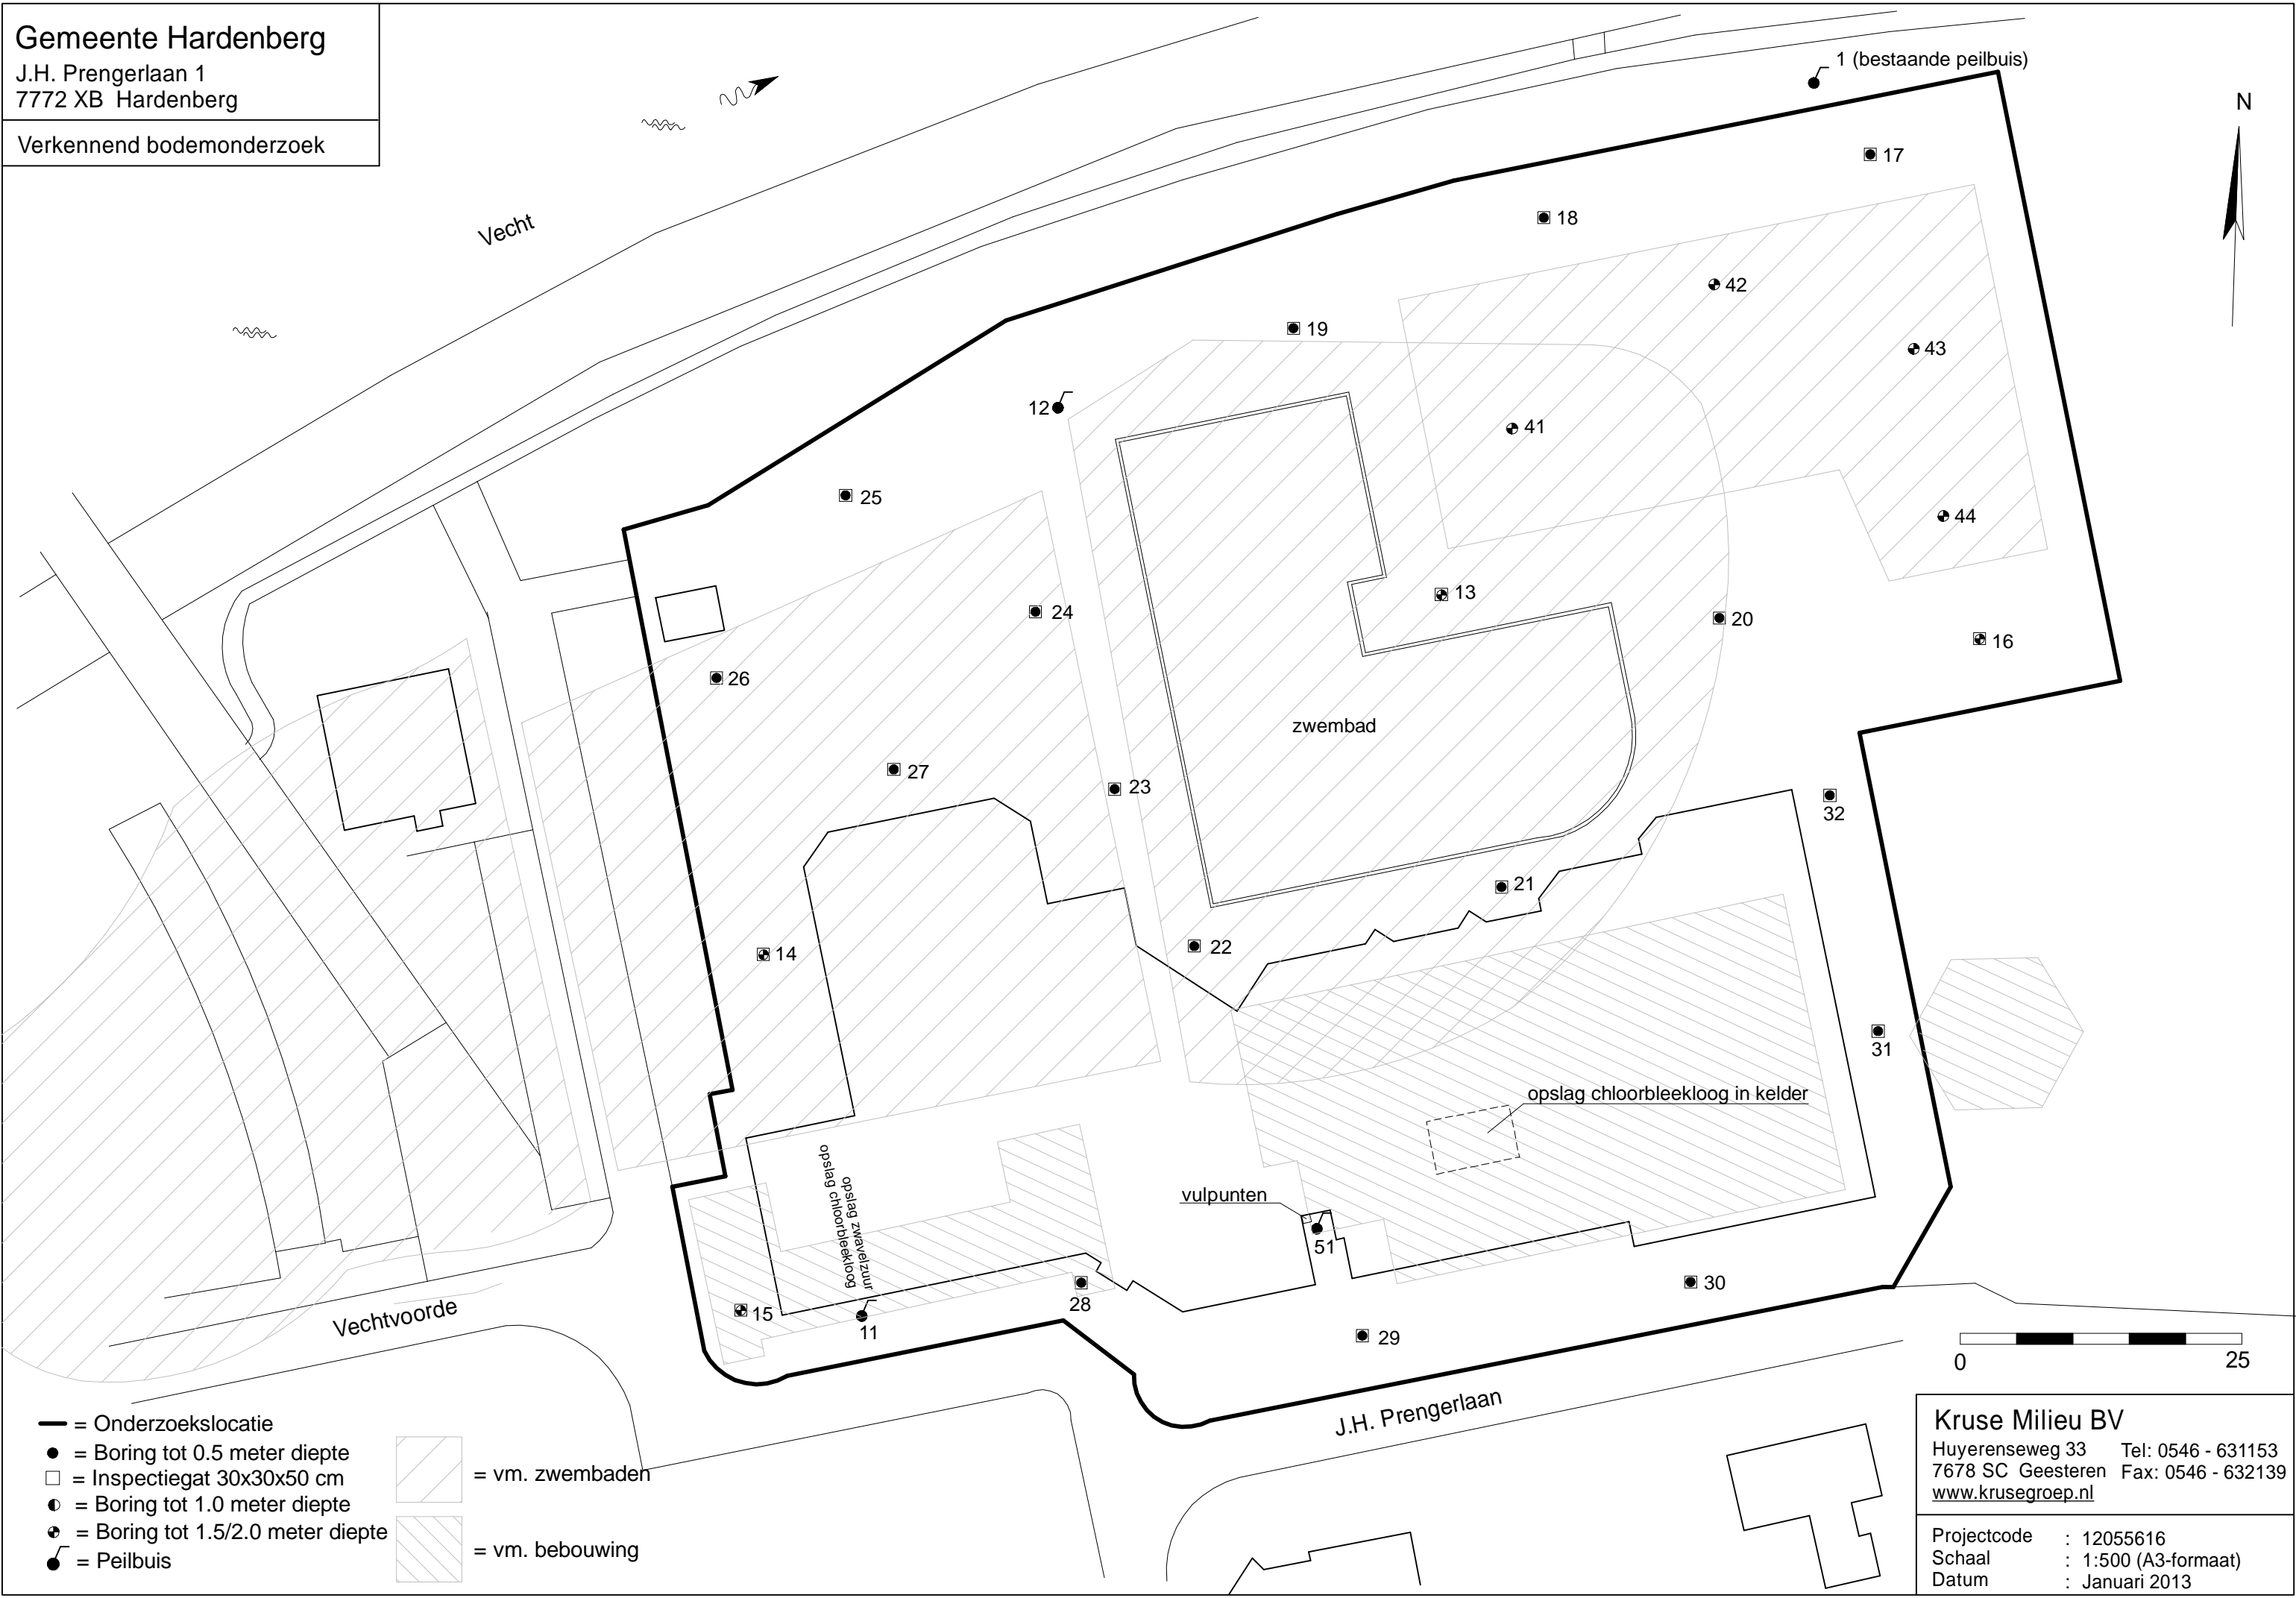 Gemeente Hardenberg
J.H. Prengerlaan 1
7772 XB Hardenberg
Verkennend bodemonderzoek
1 (bestaande peilbuis)
N
17
18
Vecht
42
19
43
12
41
25
44
13
24
20
16
26
zwembad
27
23
32
21
22
14
31
opslag chloorbleekloog in kelder
opslag zwavelzuur
opslag chloorbleekloog
vulpunten
51
30
28
15
11
29
Vechtvoorde
J.H. Prengerlaan
0
25
= Onderzoekslocatie
= Boring tot 0.5 meter diepte
= Inspectiegat 30x30x50 cm
= Boring tot 1.0 meter diepte
= Boring tot 1.5/2.0 meter diepte
= Peilbuis
= vm. zwembaden
= vm. bebouwing
Kruse Milieu BV
Huyerenseweg 33 Tel: 0546 - 631153
7678 SC Geesteren Fax: 0546 - 632139
www.krusegroep.nl
Projectcode : 12055616
Schaal : 1:500 (A3-formaat)
Datum : Januari 2013